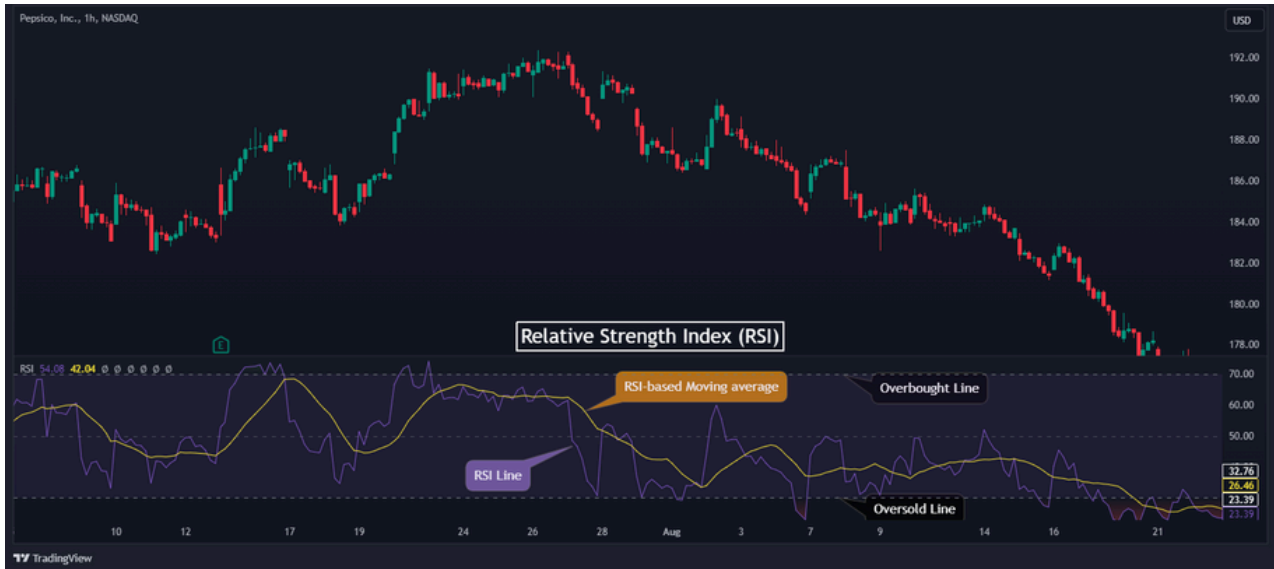 Pepsico, Inc., 1h, NASDAQ
USD
192.00
190.00
188.00
186.00
184.00
182.00
180.00
178.00
E
Relative Strength Index (RSI)
RSI 54.08 42.04 ø ø ø ø ø ø
RSI-based Moving average
Overbought Line
RSI Line
Oversold Line
70.00
60.00
50.00
32.76
26.46
23.39
23.39
10 12 17 19 24 26 28 Aug 3 7 9 14 16 21
TradingView